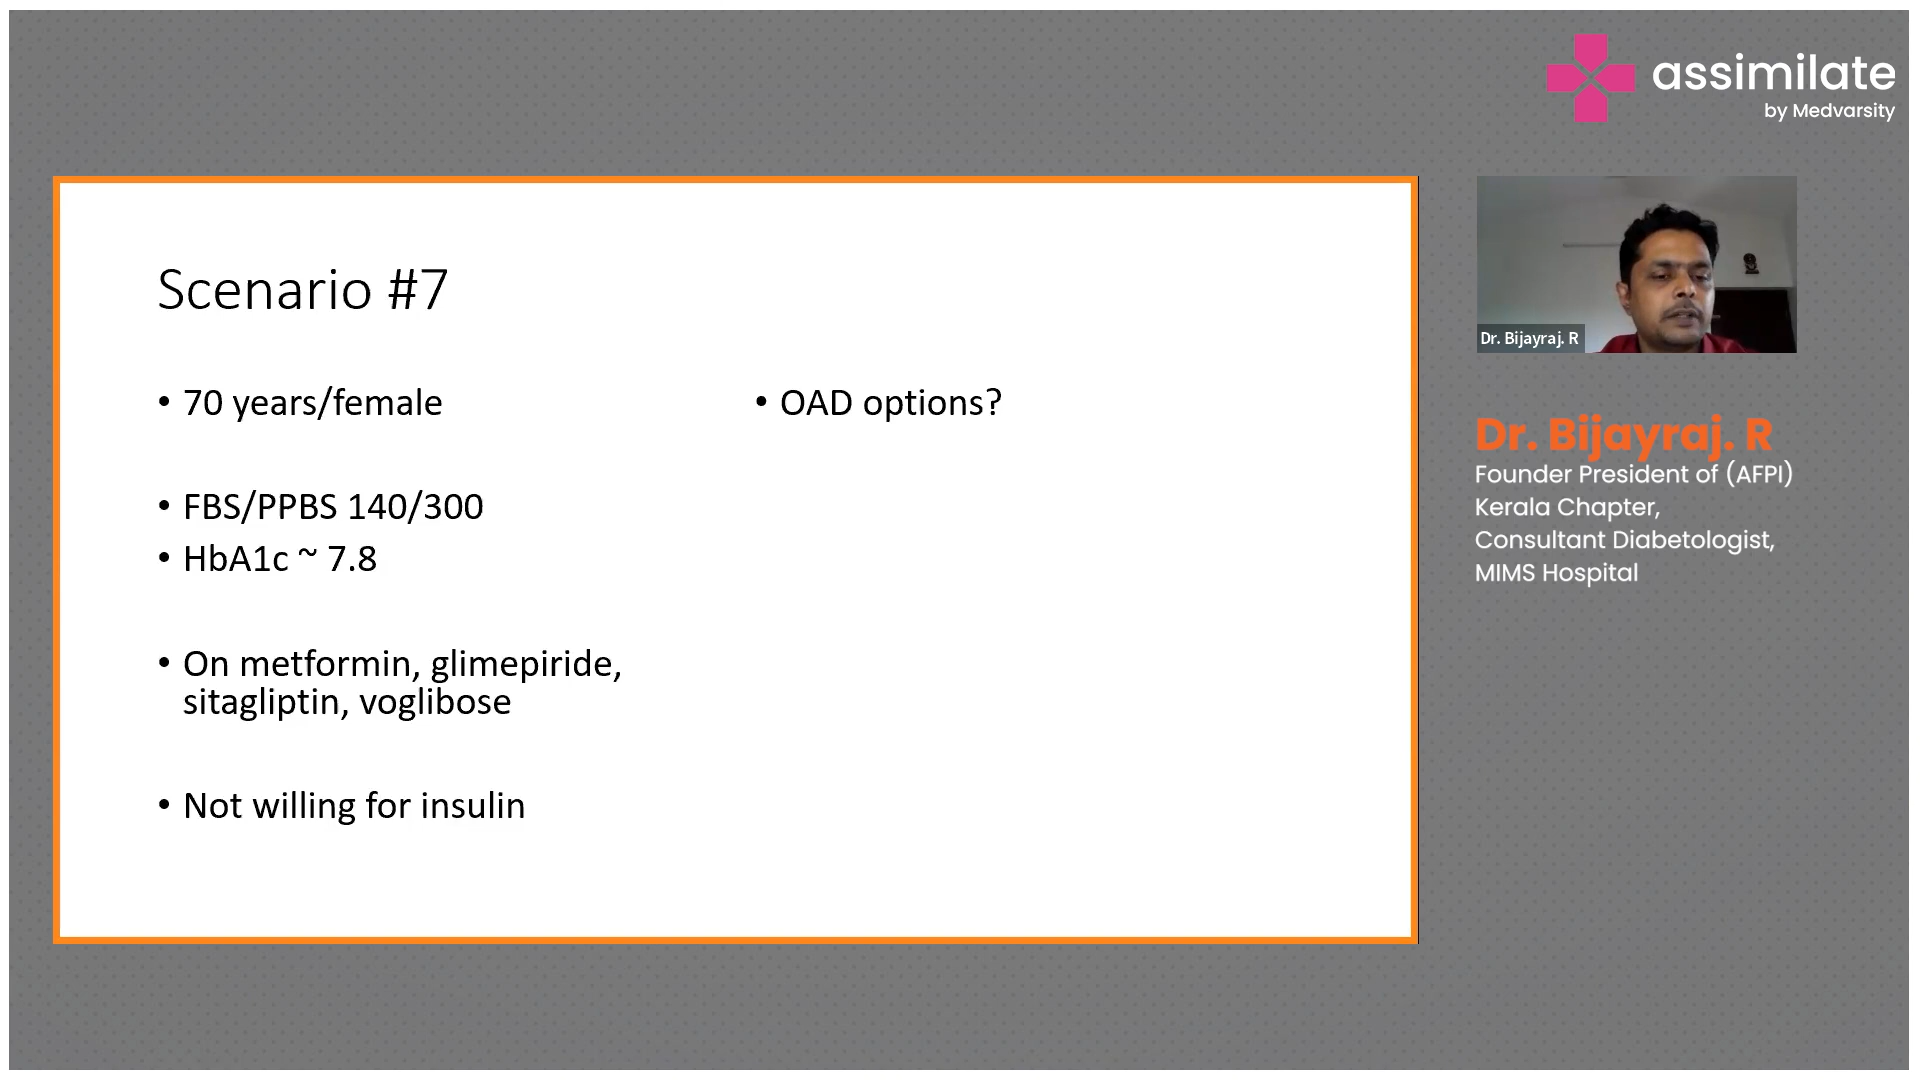 assimilate
by Medvarsity
Scenario #7
• 70 years/female
• FBS/PPBS 140/300
• HbA1c ~ 7.8
• On metformin, glimepiride,
sitagliptin, voglibose
• Not willing for insulin
• OAD options?
Dr. Bijayraj. R
Dr. Bijayraj. R
Founder President of (AFPI)
Kerala Chapter,
Consultant Diabetologist,
MIMS Hospital